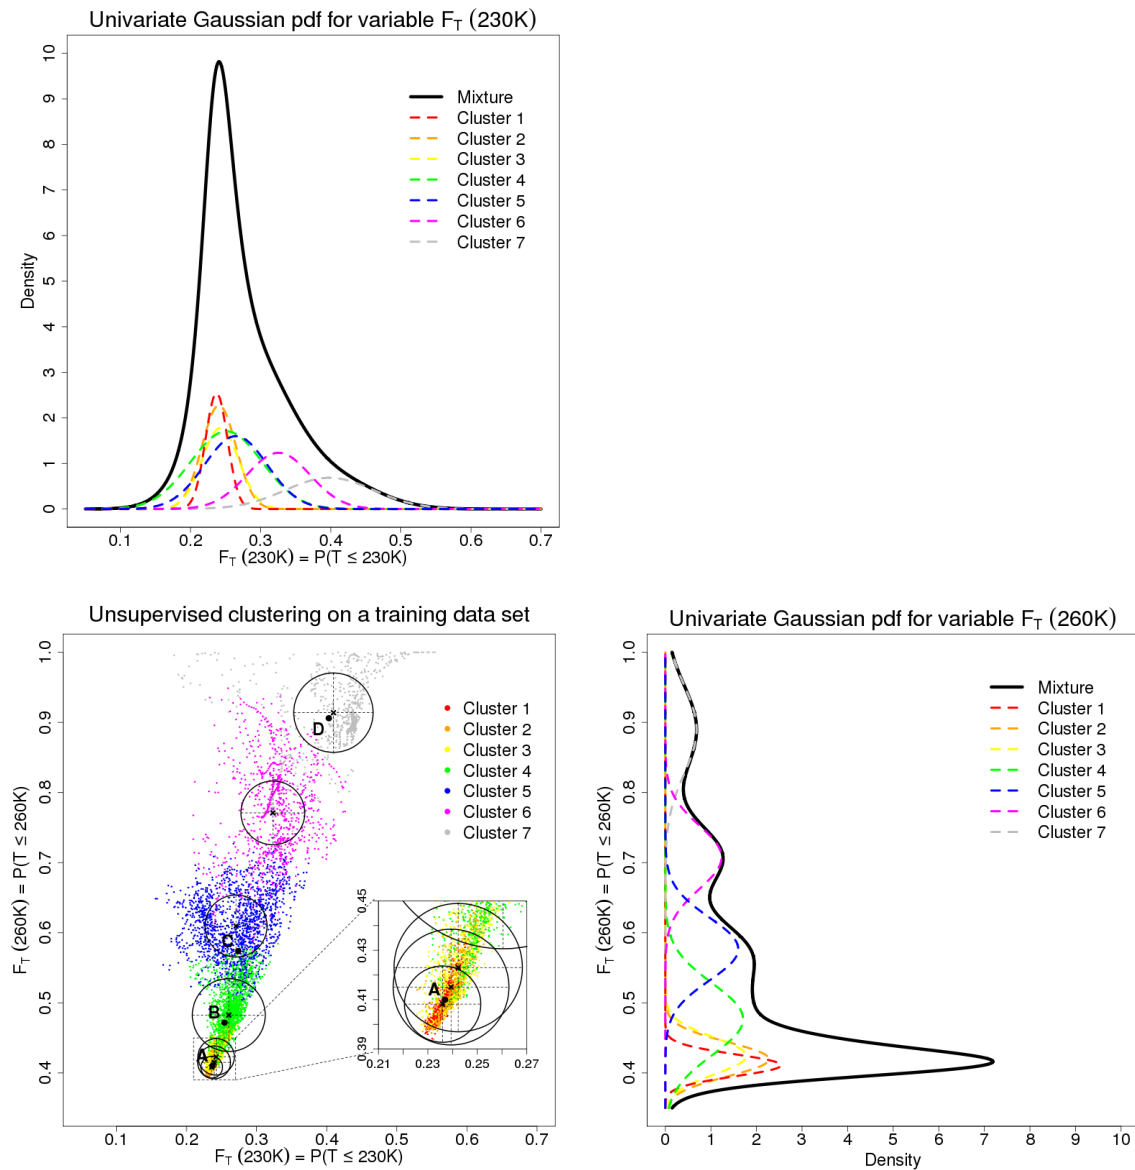 Univariate Gaussian pdf for variable F_T (230K)
Density
0 1 2 3 4 5 6 7 8 9 10
Mixture
Cluster 1
Cluster 2
Cluster 3
Cluster 4
Cluster 5
Cluster 6
Cluster 7
0.1 0.2 0.3 0.4 0.5 0.6 0.7
F_T (230K) = P(T ≤ 230K)
Unsupervised clustering on a training data set
F_T (260K) = P(T ≤ 260K)
0.4 0.5 0.6 0.7 0.8 0.9 1.0
Cluster 1
Cluster 2
Cluster 3
Cluster 4
Cluster 5
Cluster 6
Cluster 7
D
C
B
A
0.39 0.41 0.43 0.45
A
0.21 0.23 0.25 0.27
0.1 0.2 0.3 0.4 0.5 0.6 0.7
F_T (230K) = P(T ≤ 230K)
Univariate Gaussian pdf for variable F_T (260K)
F_T (260K) = P(T ≤ 260K)
0.4 0.5 0.6 0.7 0.8 0.9 1.0
Mixture
Cluster 1
Cluster 2
Cluster 3
Cluster 4
Cluster 5
Cluster 6
Cluster 7
0 1 2 3 4 5 6 7 8 9 10
Density